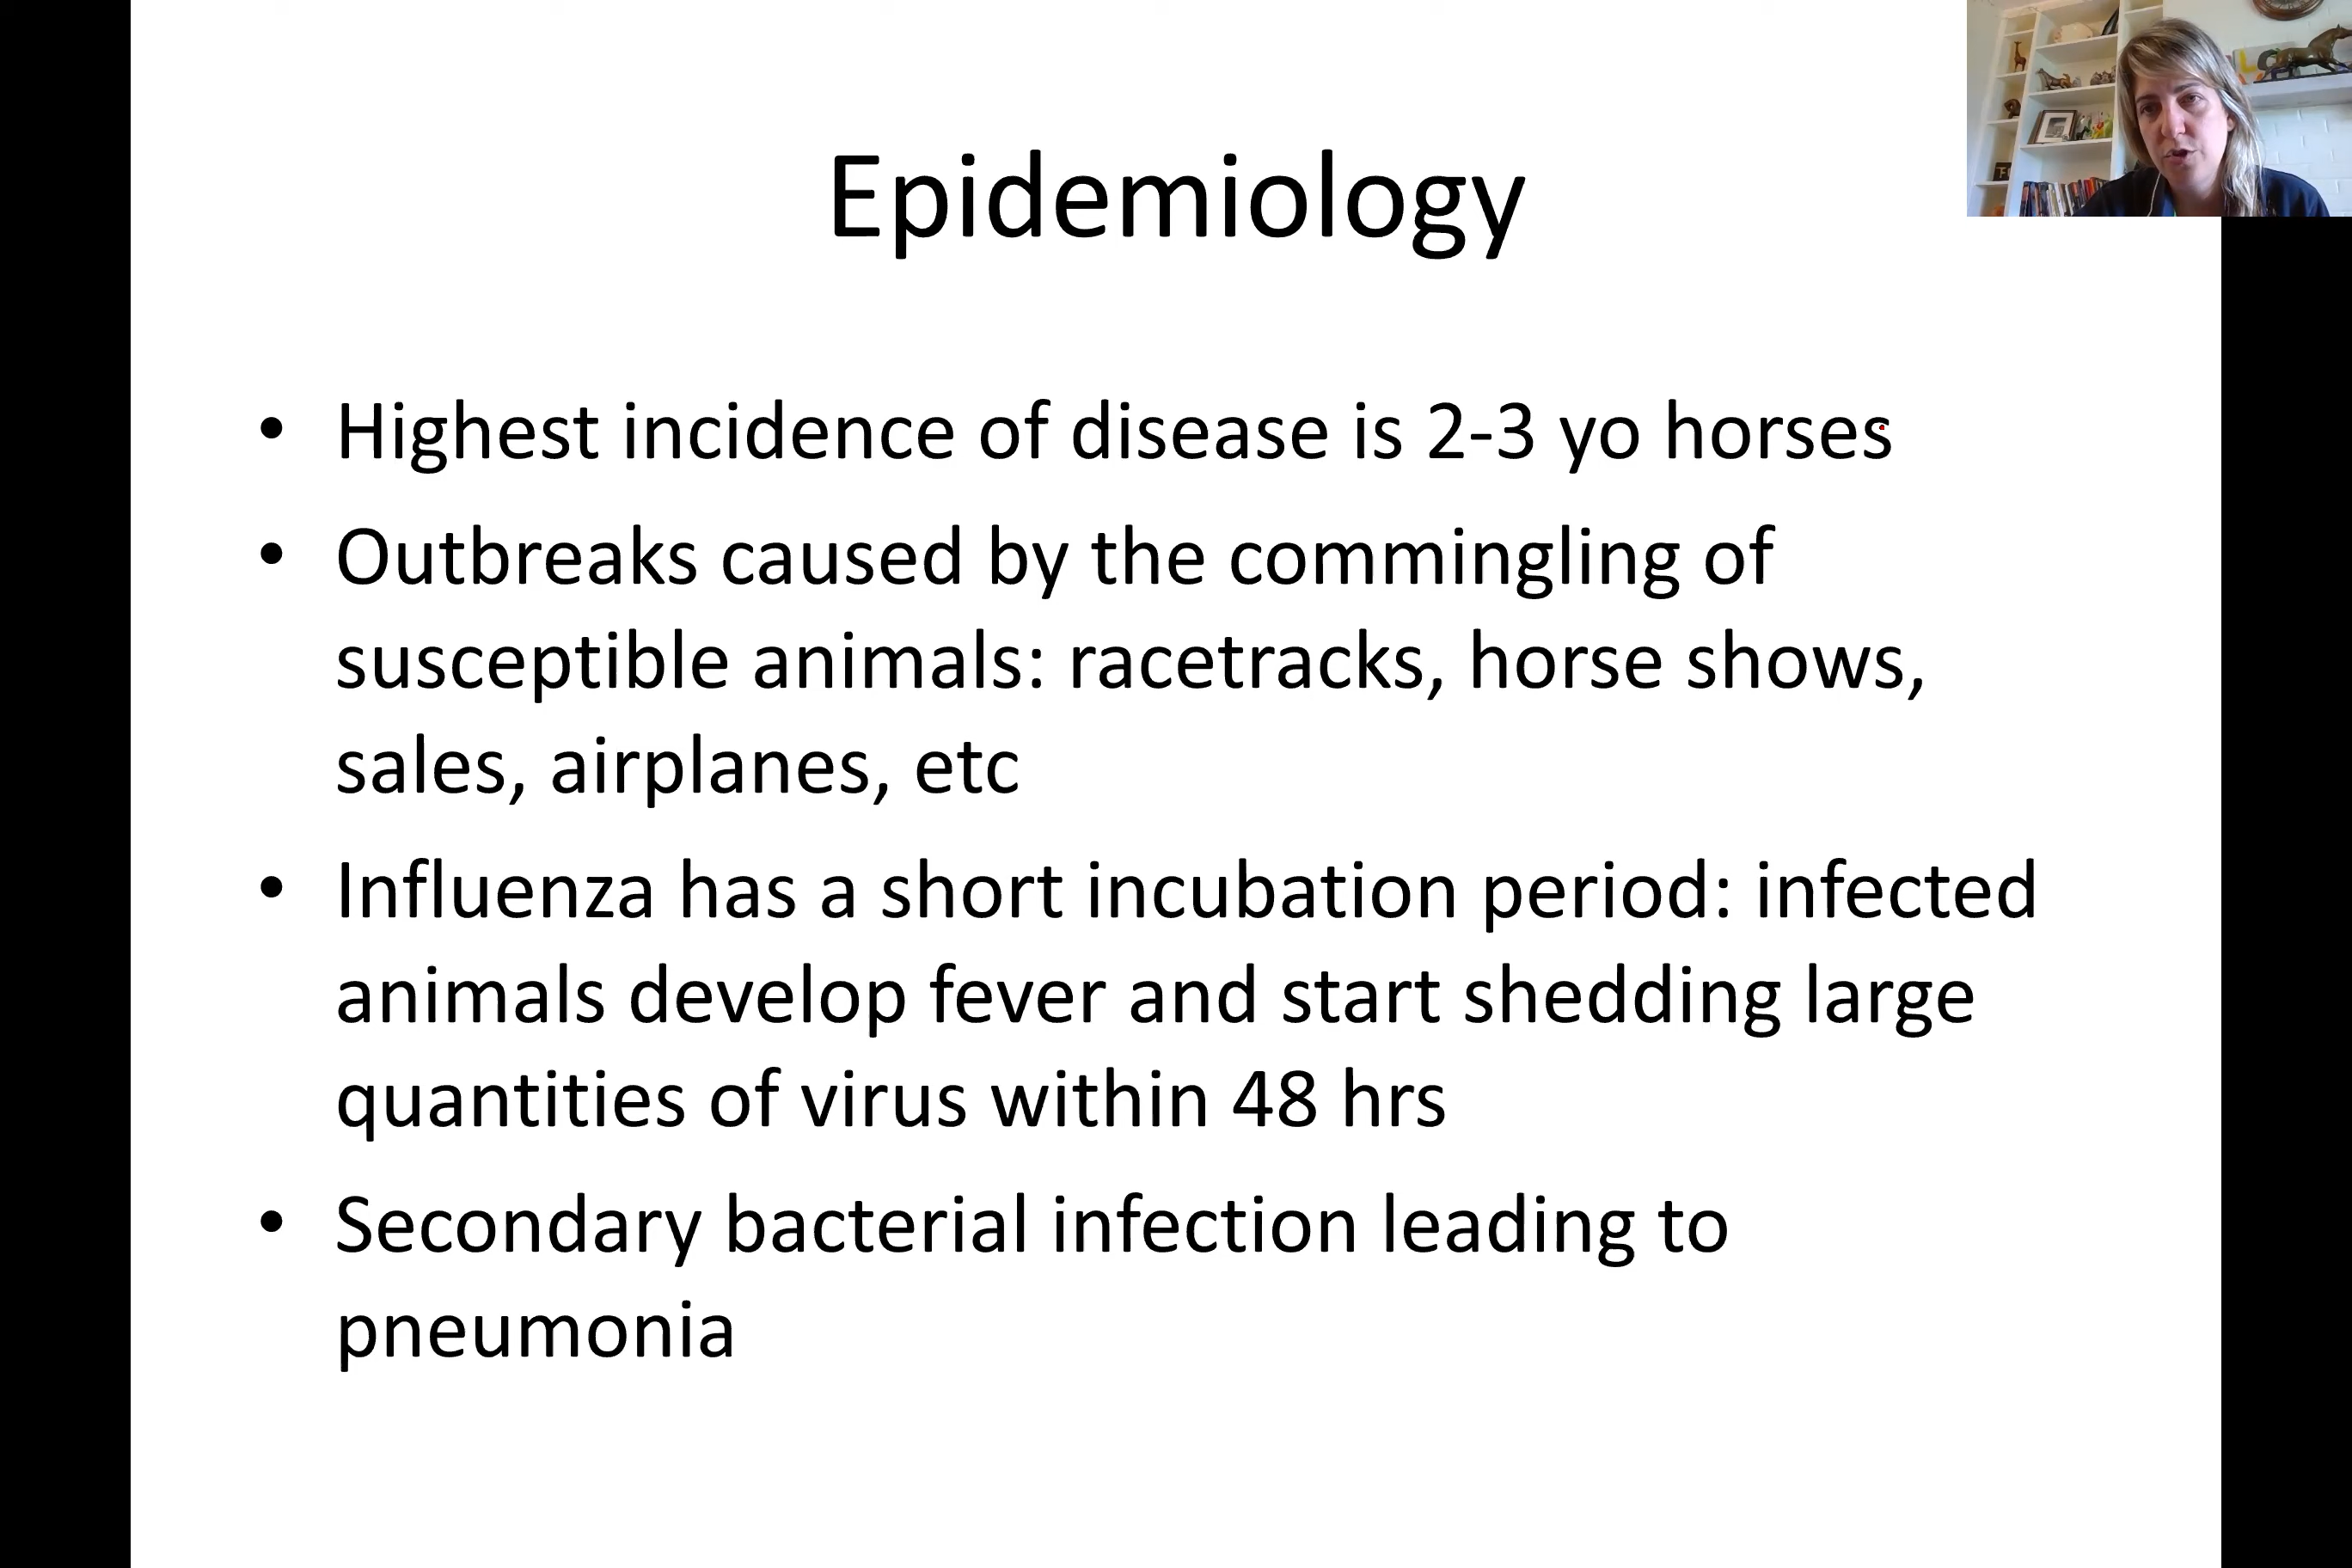 Epidemiology
• Highest incidence of disease is 2-3 yo horses
• Outbreaks caused by the commingling of
susceptible animals: racetracks, horse shows,
sales, airplanes, etc
• Influenza has a short incubation period: infected
animals develop fever and start shedding large
quantities of virus within 48 hrs
• Secondary bacterial infection leading to
pneumonia